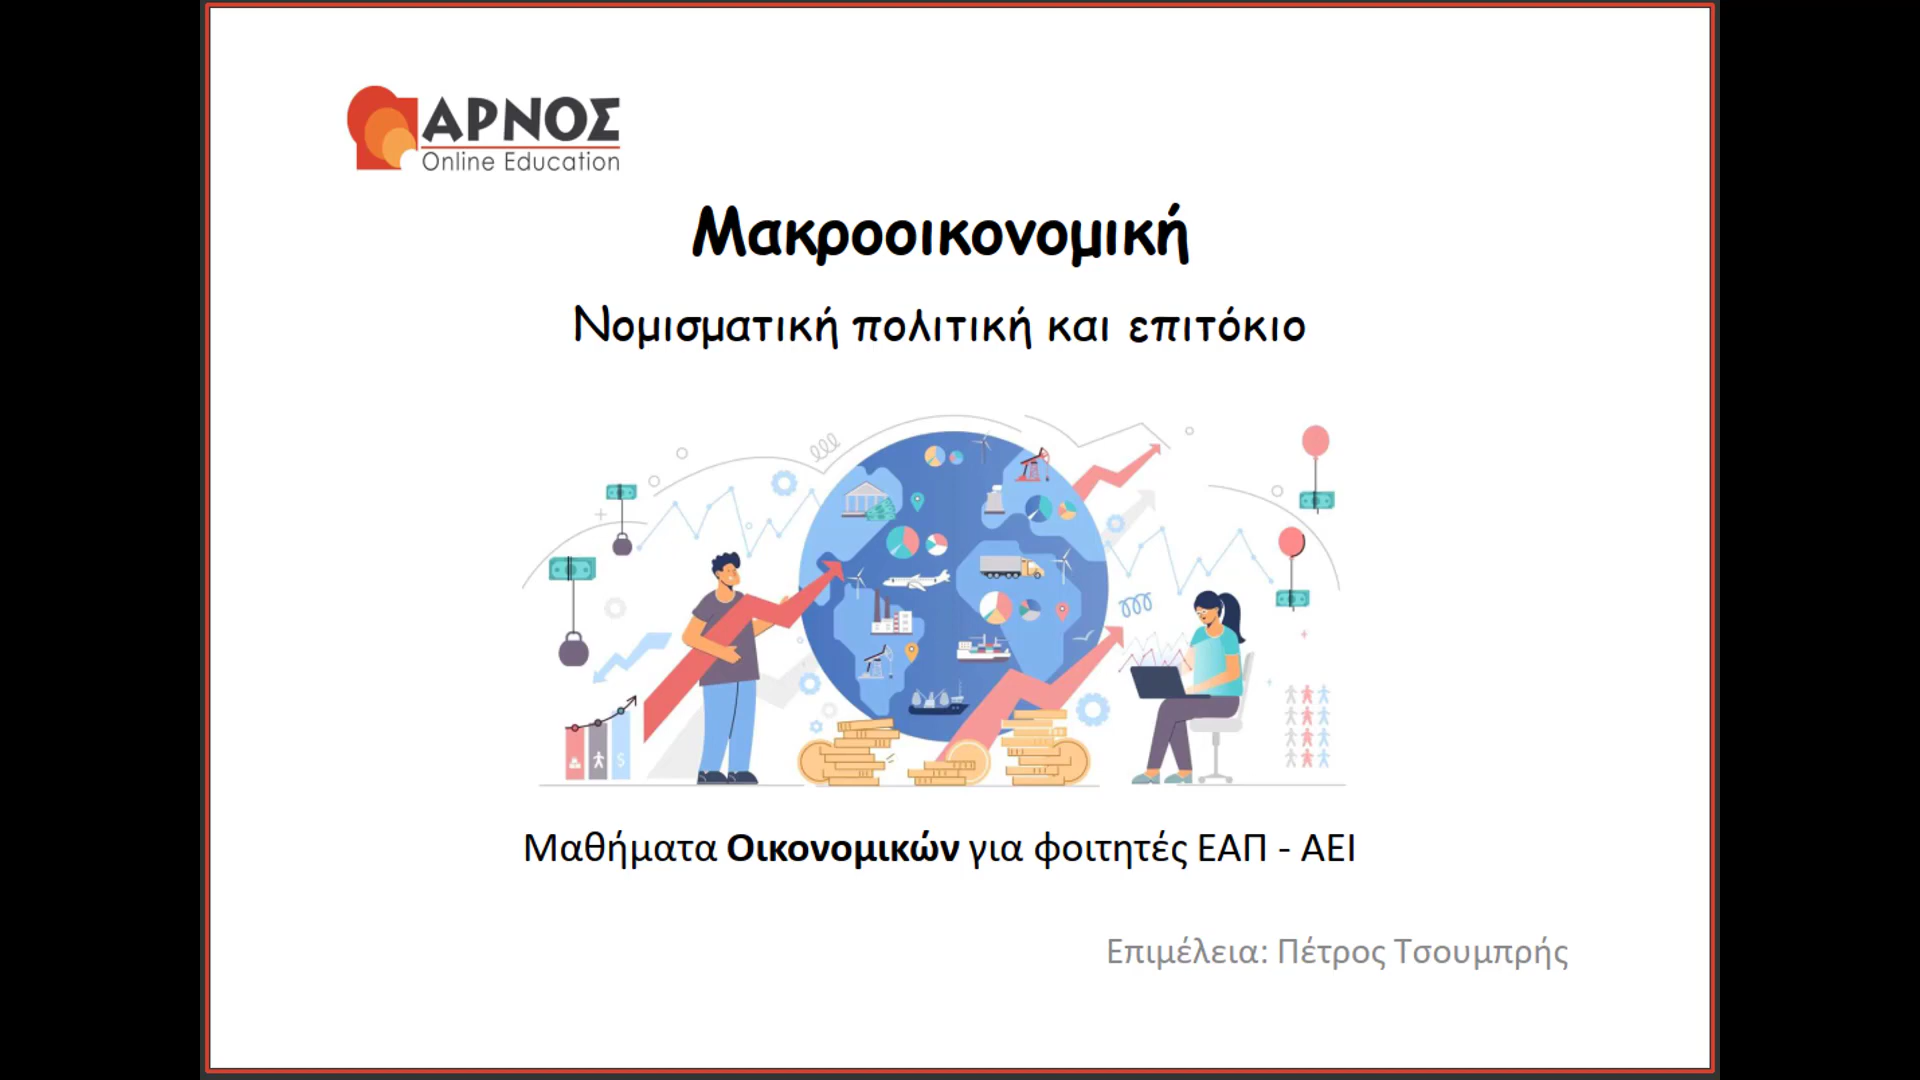 ΑΡΝΟΣ
Online Education
Μακροοικονομική
Νομισματική πολιτική και επιτόκιο
$
Μαθήματα Οικονομικών για φοιτητές ΕΑΠ - ΑΕΙ
Επιμέλεια: Πέτρος Τσουμπρής